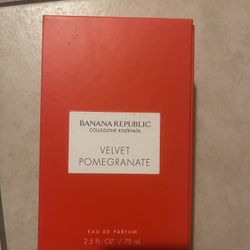 BANANA REPUBLIC
COLLEZIONE RISERVATA
VELVET
POMEGRANATE
EAU DE PARFUM
2.5 FL. OZ. / 75 mL